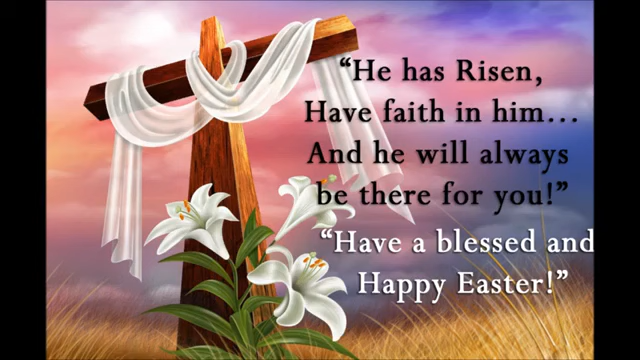 “He has Risen,
Have faith in him...
And he will always
be there for you!”
“Have a blessed and
Happy Easter!”